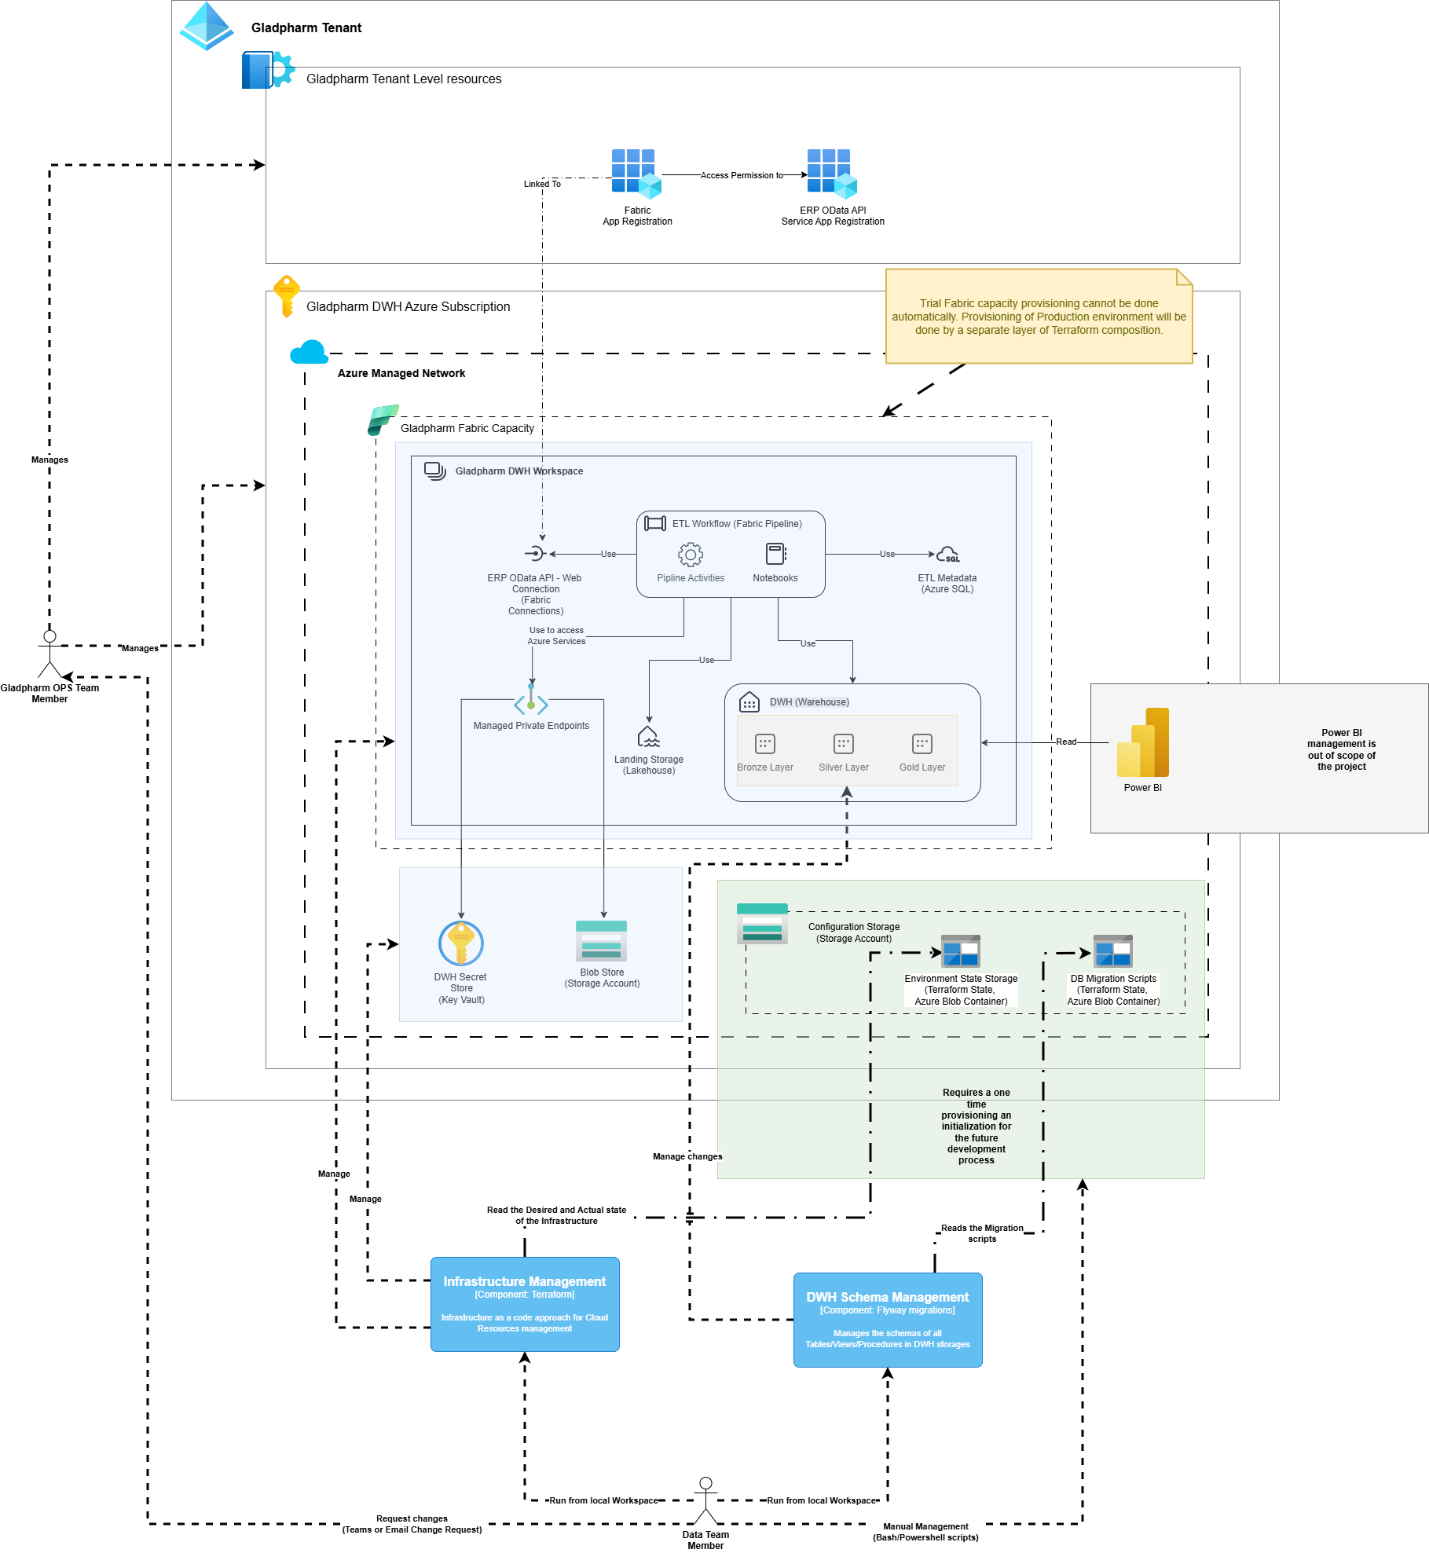 Gladpharm Tenant
Gladpharm Tenant Level resources
Linked To
Access Permission to
Fabric
App Registration
ERP OData API
Service App Registration
Gladpharm DWH Azure Subscription
Trial Fabric capacity provisioning cannot be done
automatically. Provisioning of Production environment will be
done by a separate layer of Terraform composition.
Azure Managed Network
Gladpharm Fabric Capacity
Manages
Gladpharm DWH Workspace
ETL Workflow (Fabric Pipeline)
Use
Use
Pipline Activities
Notebooks
ERP OData API - Web
Connection
(Fabric
Connections)
ETL Metadata
(Azure SQL)
SQL
Use to access
Azure Services
Use
Use
Manages
Gladpharm OPS Team
Member
Managed Private Endpoints
Landing Storage
(Lakehouse)
DWH (Warehouse)
Bronze Layer
Silver Layer
Gold Layer
Read
Power BI
Power BI
management is
out of scope of
the project
DWH Secret
Store
(Key Vault)
Blob Store
(Storage Account)
Configuration Storage
(Storage Account)
Environment State Storage
(Terraform State,
Azure Blob Container)
DB Migration Scripts
(Terraform State,
Azure Blob Container)
Requires a one
time
provisioning an
initialization for
the future
development
process
Manage changes
Manage
Manage
Read the Desired and Actual state
of the Infrastructure
Reads the Migration
scripts
Infrastructure Management
[Component: Terraform]
Infrastructure as a code approach for Cloud
Resources management
DWH Schema Management
[Component: Flyway migrations]
Manages the schemas of all
Tables/Views/Procedures in DWH storages
Run from local Workspace
Run from local Workspace
Request changes
(Teams or Email Change Request)
Data Team
Member
Manual Management
(Bash/Powershell scripts)